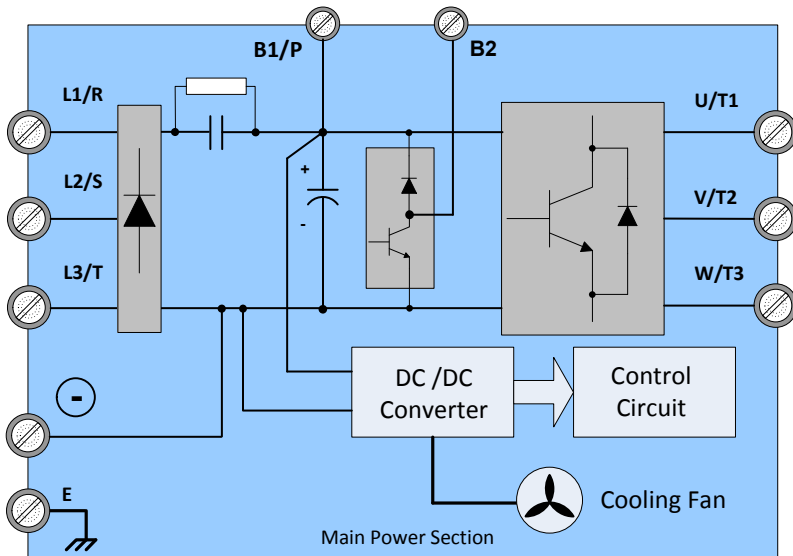 B1/P
B2
L1/R
U/T1
L2/S
V/T2
+
-
L3/T
W/T3
-
DC /DC
Converter
Control
Circuit
E
Cooling Fan
Main Power Section